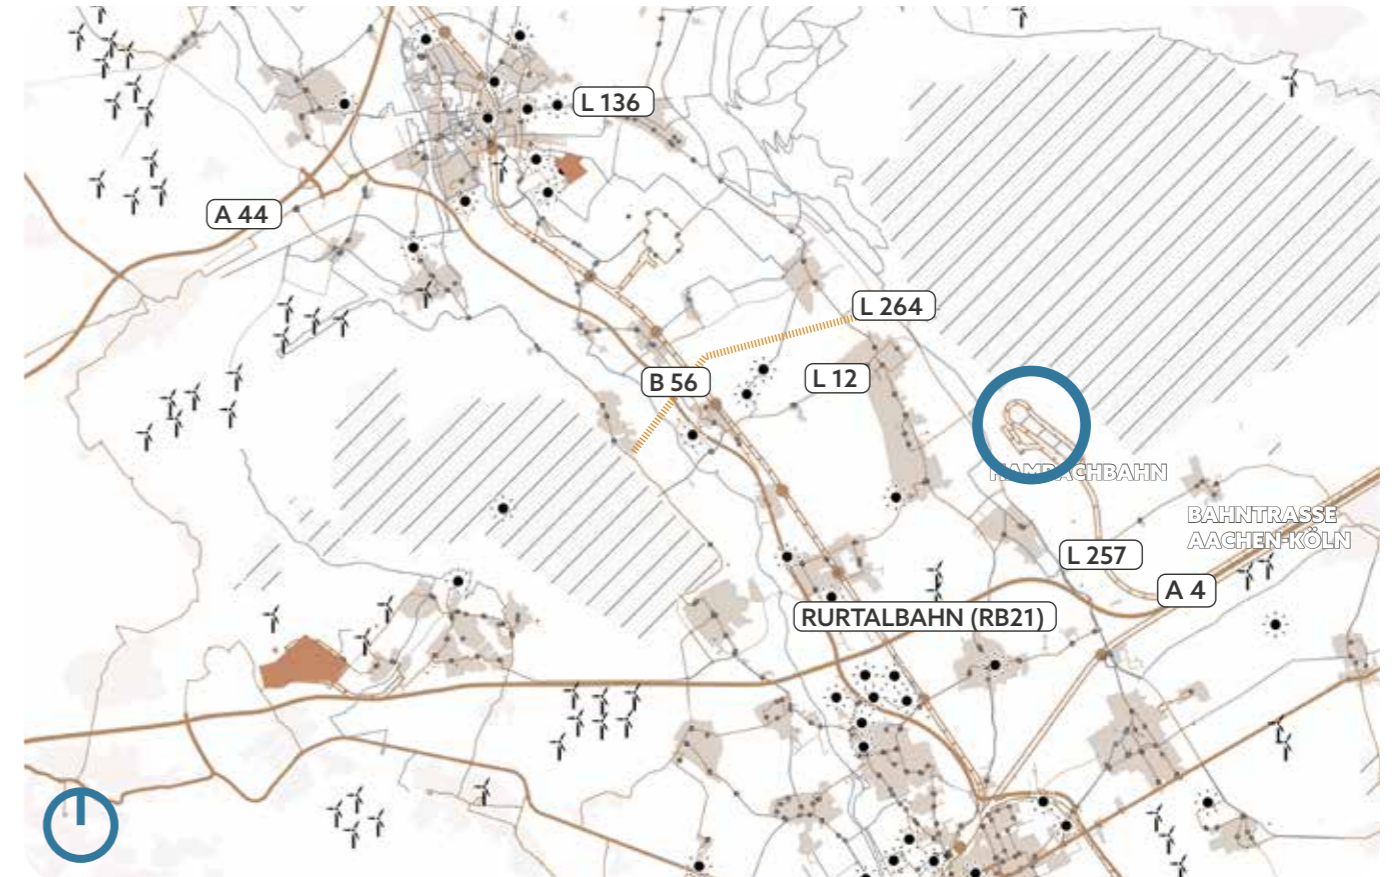 L 136
A 44
L 264
B 56
L 12
HAMBACHBAHN
BAHNTRASSE
AACHEN-KÖLN
L 257
A 4
RURTALBAHN (RB21)